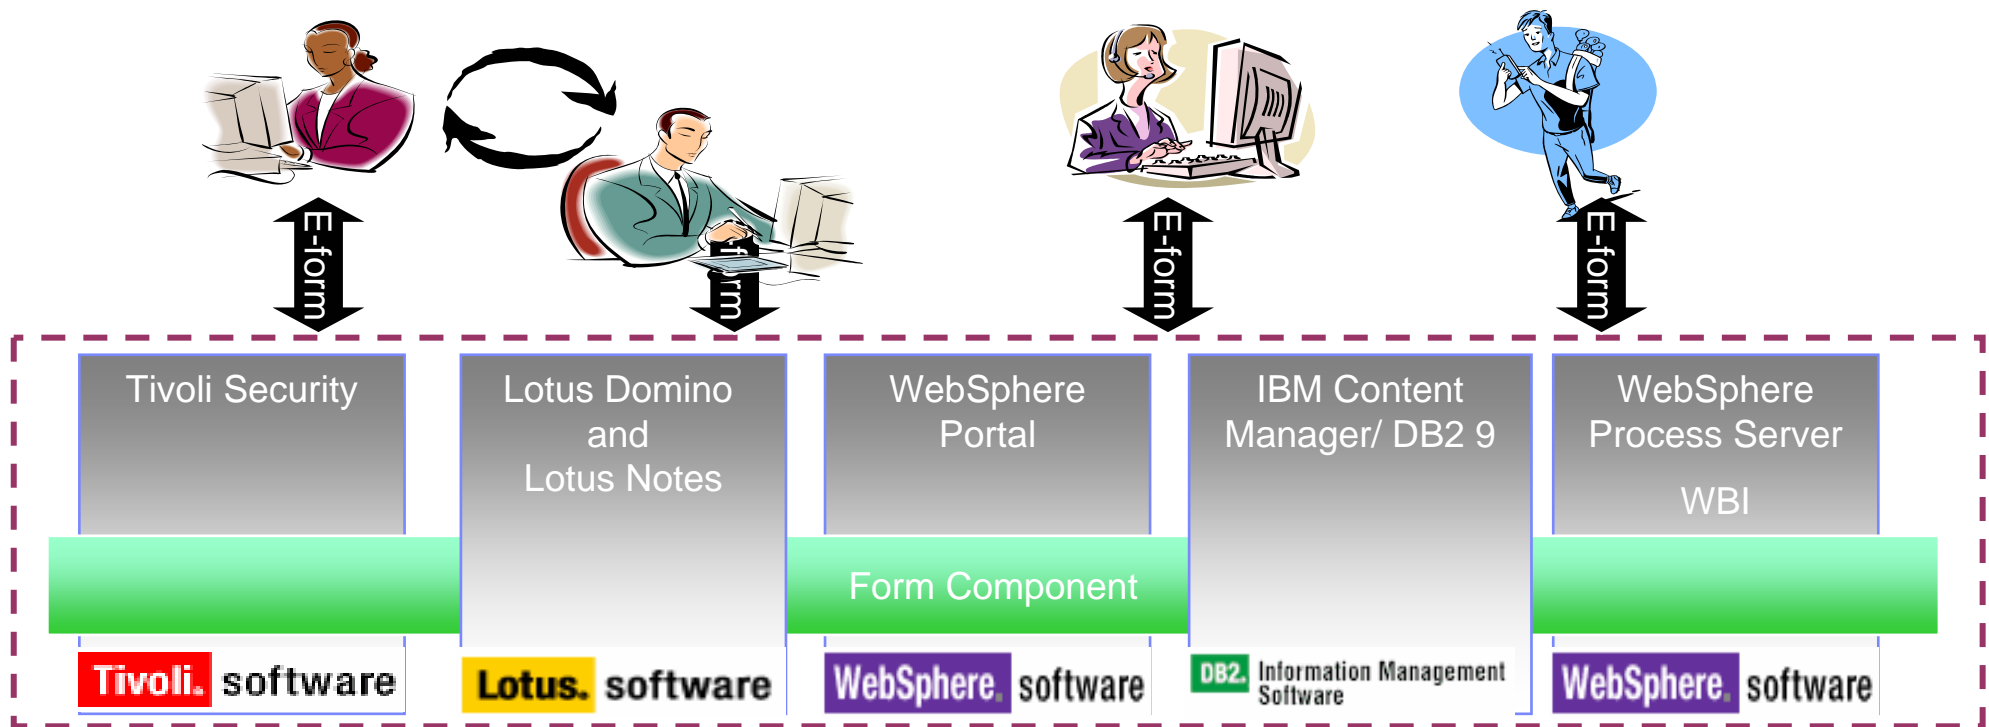 E-form
E-form
E-form
E-form
Tivoli Security
Lotus Domino
and
Lotus Notes
WebSphere
Portal
IBM Content
Manager/ DB2 9
WebSphere
Process Server
WBI
Form Component
Tivoli. software
Lotus. software
WebSphere. software
DB2. Information Management
Software
WebSphere. software